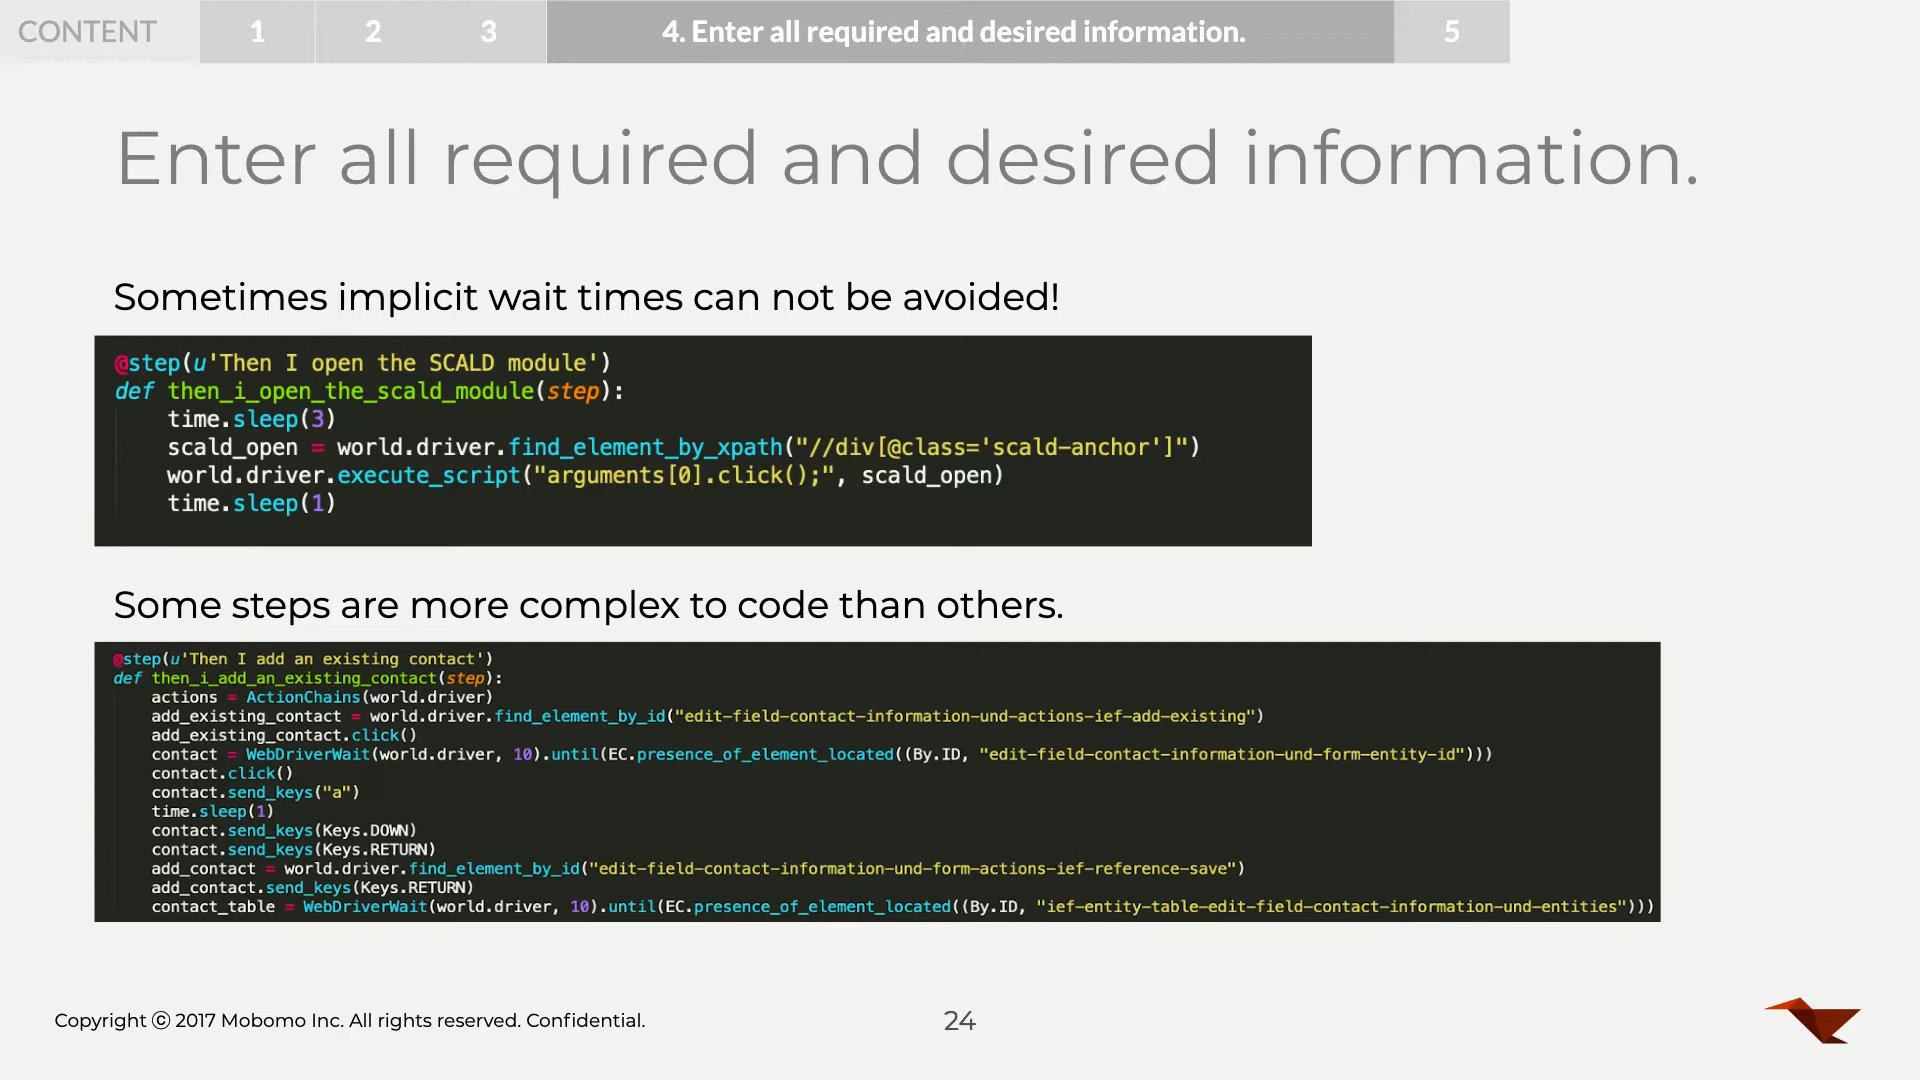 CONTENT 1 2 3 4. Enter all required and desired information. 5
Enter all required and desired information.
Sometimes implicit wait times can not be avoided!
@step(u'Then I open the SCALD module')
def then_i_open_the_scald_module(step):
    time.sleep(3)
    scald_open = world.driver.find_element_by_xpath("//div[@class='scald-anchor']")
    world.driver.execute_script("arguments[0].click();", scald_open)
    time.sleep(1)
Some steps are more complex to code than others.
@step(u'Then I add an existing contact')
def then_i_add_an_existing_contact(step):
    actions = ActionChains(world.driver)
    add_existing_contact = world.driver.find_element_by_id("edit-field-contact-information-und-actions-ief-add-existing")
    add_existing_contact.click()
    contact = WebDriverWait(world.driver, 10).until(EC.presence_of_element_located((By.ID, "edit-field-contact-information-und-form-entity-id")))
    contact.click()
    contact.send_keys("a")
    time.sleep(1)
    contact.send_keys(Keys.DOWN)
    contact.send_keys(Keys.RETURN)
    add_contact = world.driver.find_element_by_id("edit-field-contact-information-und-form-actions-ief-reference-save")
    add_contact.send_keys(Keys.RETURN)
    contact_table = WebDriverWait(world.driver, 10).until(EC.presence_of_element_located((By.ID, "ief-entity-table-edit-field-contact-information-und-entities")))
Copyright ⓒ 2017 Mobomo Inc. All rights reserved. Confidential.
24